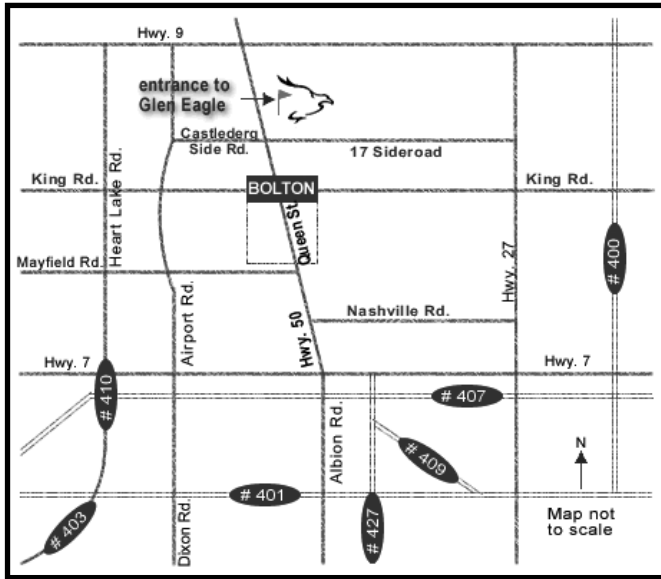 Hwy. 9
entrance to
Glen Eagle
Castlederg
Side Rd.
17 Sideroad
King Rd.
BOLTON
King Rd.
Heart Lake Rd.
Queen St.
# 400
Mayfield Rd.
Hwy. 27
Airport Rd.
Nashville Rd.
Hwy. 50
Hwy. 7
Hwy. 7
# 410
# 407
Albion Rd.
# 409
N
# 401
# 403
Dixon Rd.
# 427
Map not
to scale